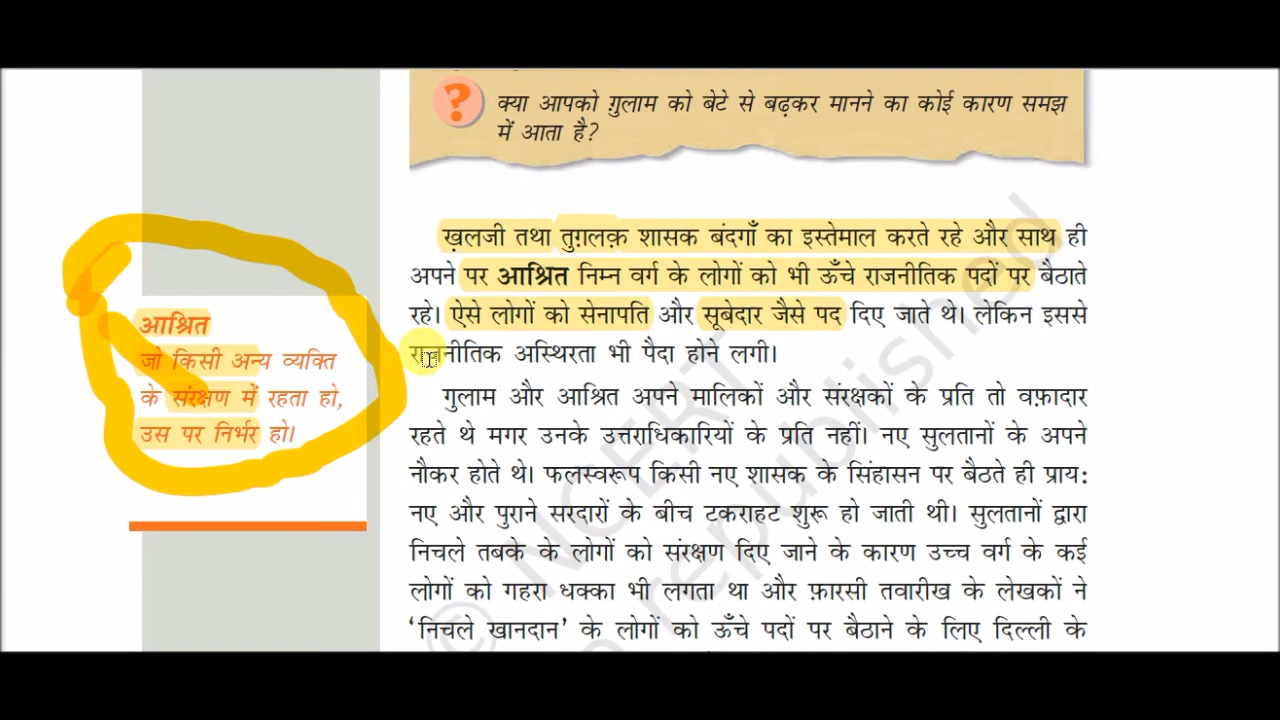 ?
क्या आपको ग़ुलाम को बेटे से बढ़कर मानने का कोई कारण समझ
में आता है?
ख़लजी तथा तुग़लक़ शासक बंदगाँ का इस्तेमाल करते रहे और साथ ही
अपने पर आश्रित निम्न वर्ग के लोगों को भी ऊँचे राजनीतिक पदों पर बैठाते
रहे। ऐसे लोगों को सेनापति और सूबेदार जैसे पद दिए जाते थे। लेकिन इससे
राजनीतिक अस्थिरता भी पैदा होने लगी।
गुलाम और आश्रित अपने मालिकों और संरक्षकों के प्रति तो वफ़ादार
रहते थे मगर उनके उत्तराधिकारियों के प्रति नहीं। नए सुलतानों के अपने
नौकर होते थे। फलस्वरूप किसी नए शासक के सिंहासन पर बैठते ही प्राय:
नए और पुराने सरदारों के बीच टकराहट शुरू हो जाती थी। सुलतानों द्वारा
निचले तबके के लोगों को संरक्षण दिए जाने के कारण उच्च वर्ग के कई
लोगों को गहरा धक्का भी लगता था और फ़ारसी तवारीख के लेखकों ने
‘निचले खानदान’ के लोगों को ऊँचे पदों पर बैठाने के लिए दिल्ली के
आश्रित
जो किसी अन्य व्यक्ति
के संरक्षण में रहता हो,
उस पर निर्भर हो।
© NCERT
republished